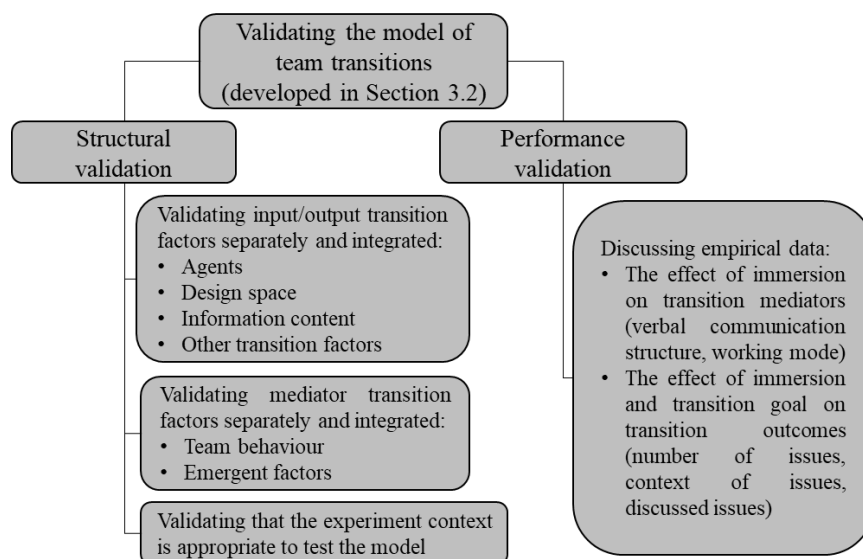 Validating the model of
team transitions
(developed in Section 3.2)
Structural
validation
Performance
validation
Validating input/output transition
factors separately and integrated:
• Agents
• Design space
• Information content
• Other transition factors
Validating mediator transition
factors separately and integrated:
• Team behaviour
• Emergent factors
Validating that the experiment context
is appropriate to test the model
Discussing empirical data:
• The effect of immersion
on transition mediators
(verbal communication
structure, working mode)
• The effect of immersion
and transition goal on
transition outcomes
(number of issues,
context of issues,
discussed issues)